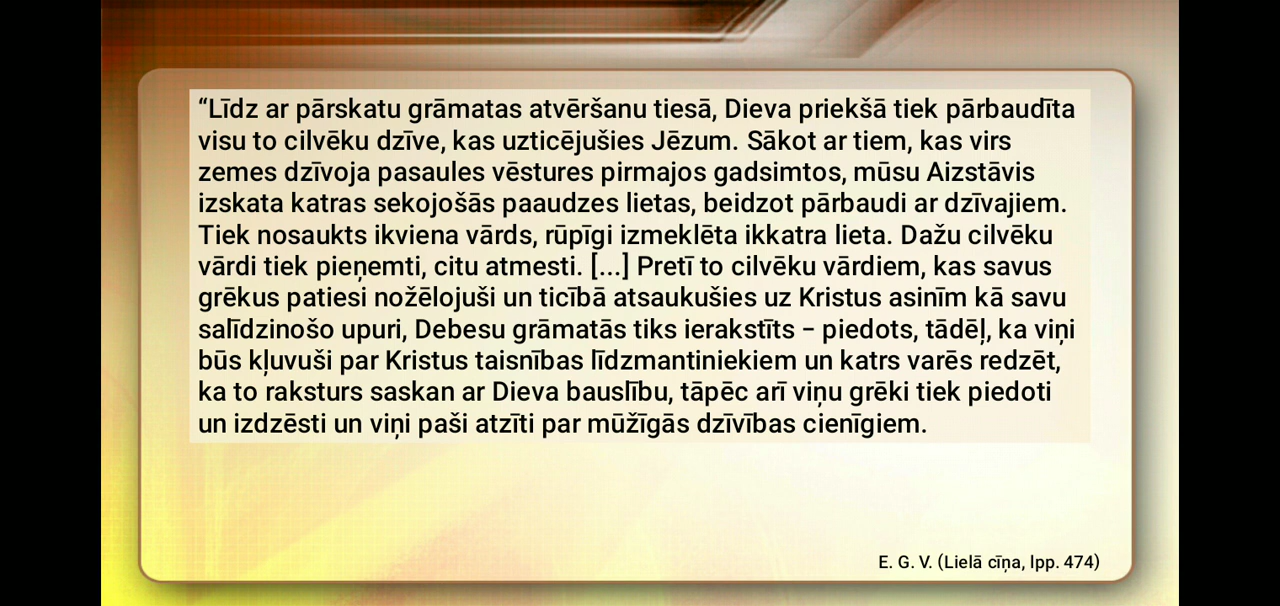 “Līdz ar pārskatu grāmatas atvēršanu tiesā, Dieva priekšā tiek pārbaudīta
visu to cilvēku dzīve, kas uzticējušies Jēzum. Sākot ar tiem, kas virs
zemes dzīvoja pasaules vēstures pirmajos gadsimtos, mūsu Aizstāvis
izskata katras sekojošās paaudzes lietas, beidzot pārbaudi ar dzīvajiem.
Tiek nosaukts ikviena vārds, rūpīgi izmeklēta ikkatra lieta. Dažu cilvēku
vārdi tiek pieņemti, citu atmesti. [...] Pretī to cilvēku vārdiem, kas savus
grēkus patiesi nožēlojuši un ticībā atsaukušies uz Kristus asinīm kā savu
salīdzinošo upuri, Debesu grāmatās tiks ierakstīts – piedots, tādēļ, ka viņi
būs kļuvuši par Kristus taisnības līdzmantiniekiem un katrs varēs redzēt,
ka to raksturs saskan ar Dieva bauslību, tāpēc arī viņu grēki tiek piedoti
un izdzēsti un viņi paši atzīti par mūžīgās dzīvības cienīgiem.
E. G. V. (Lielā cīņa, lpp. 474)